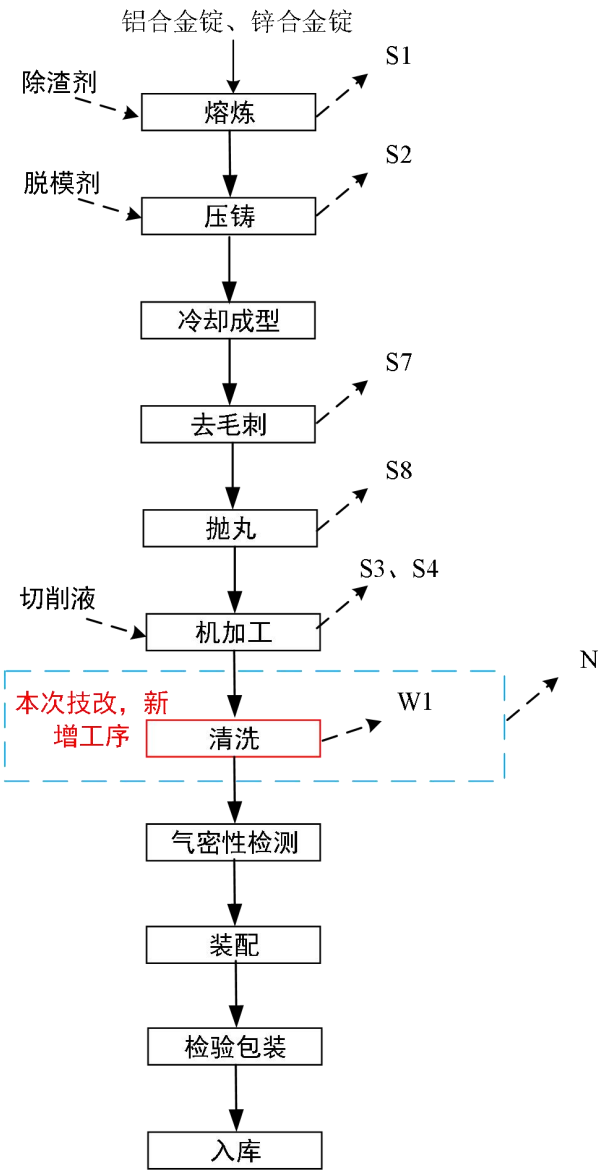 铝合金锭、锌合金锭
S1
除渣剂
熔炼
S2
脱模剂
压铸
冷却成型
S7
去毛刺
S8
抛丸
S3、S4
切削液
机加工
N
本次技改，新
增工序
W1
清洗
气密性检测
装配
检验包装
入库